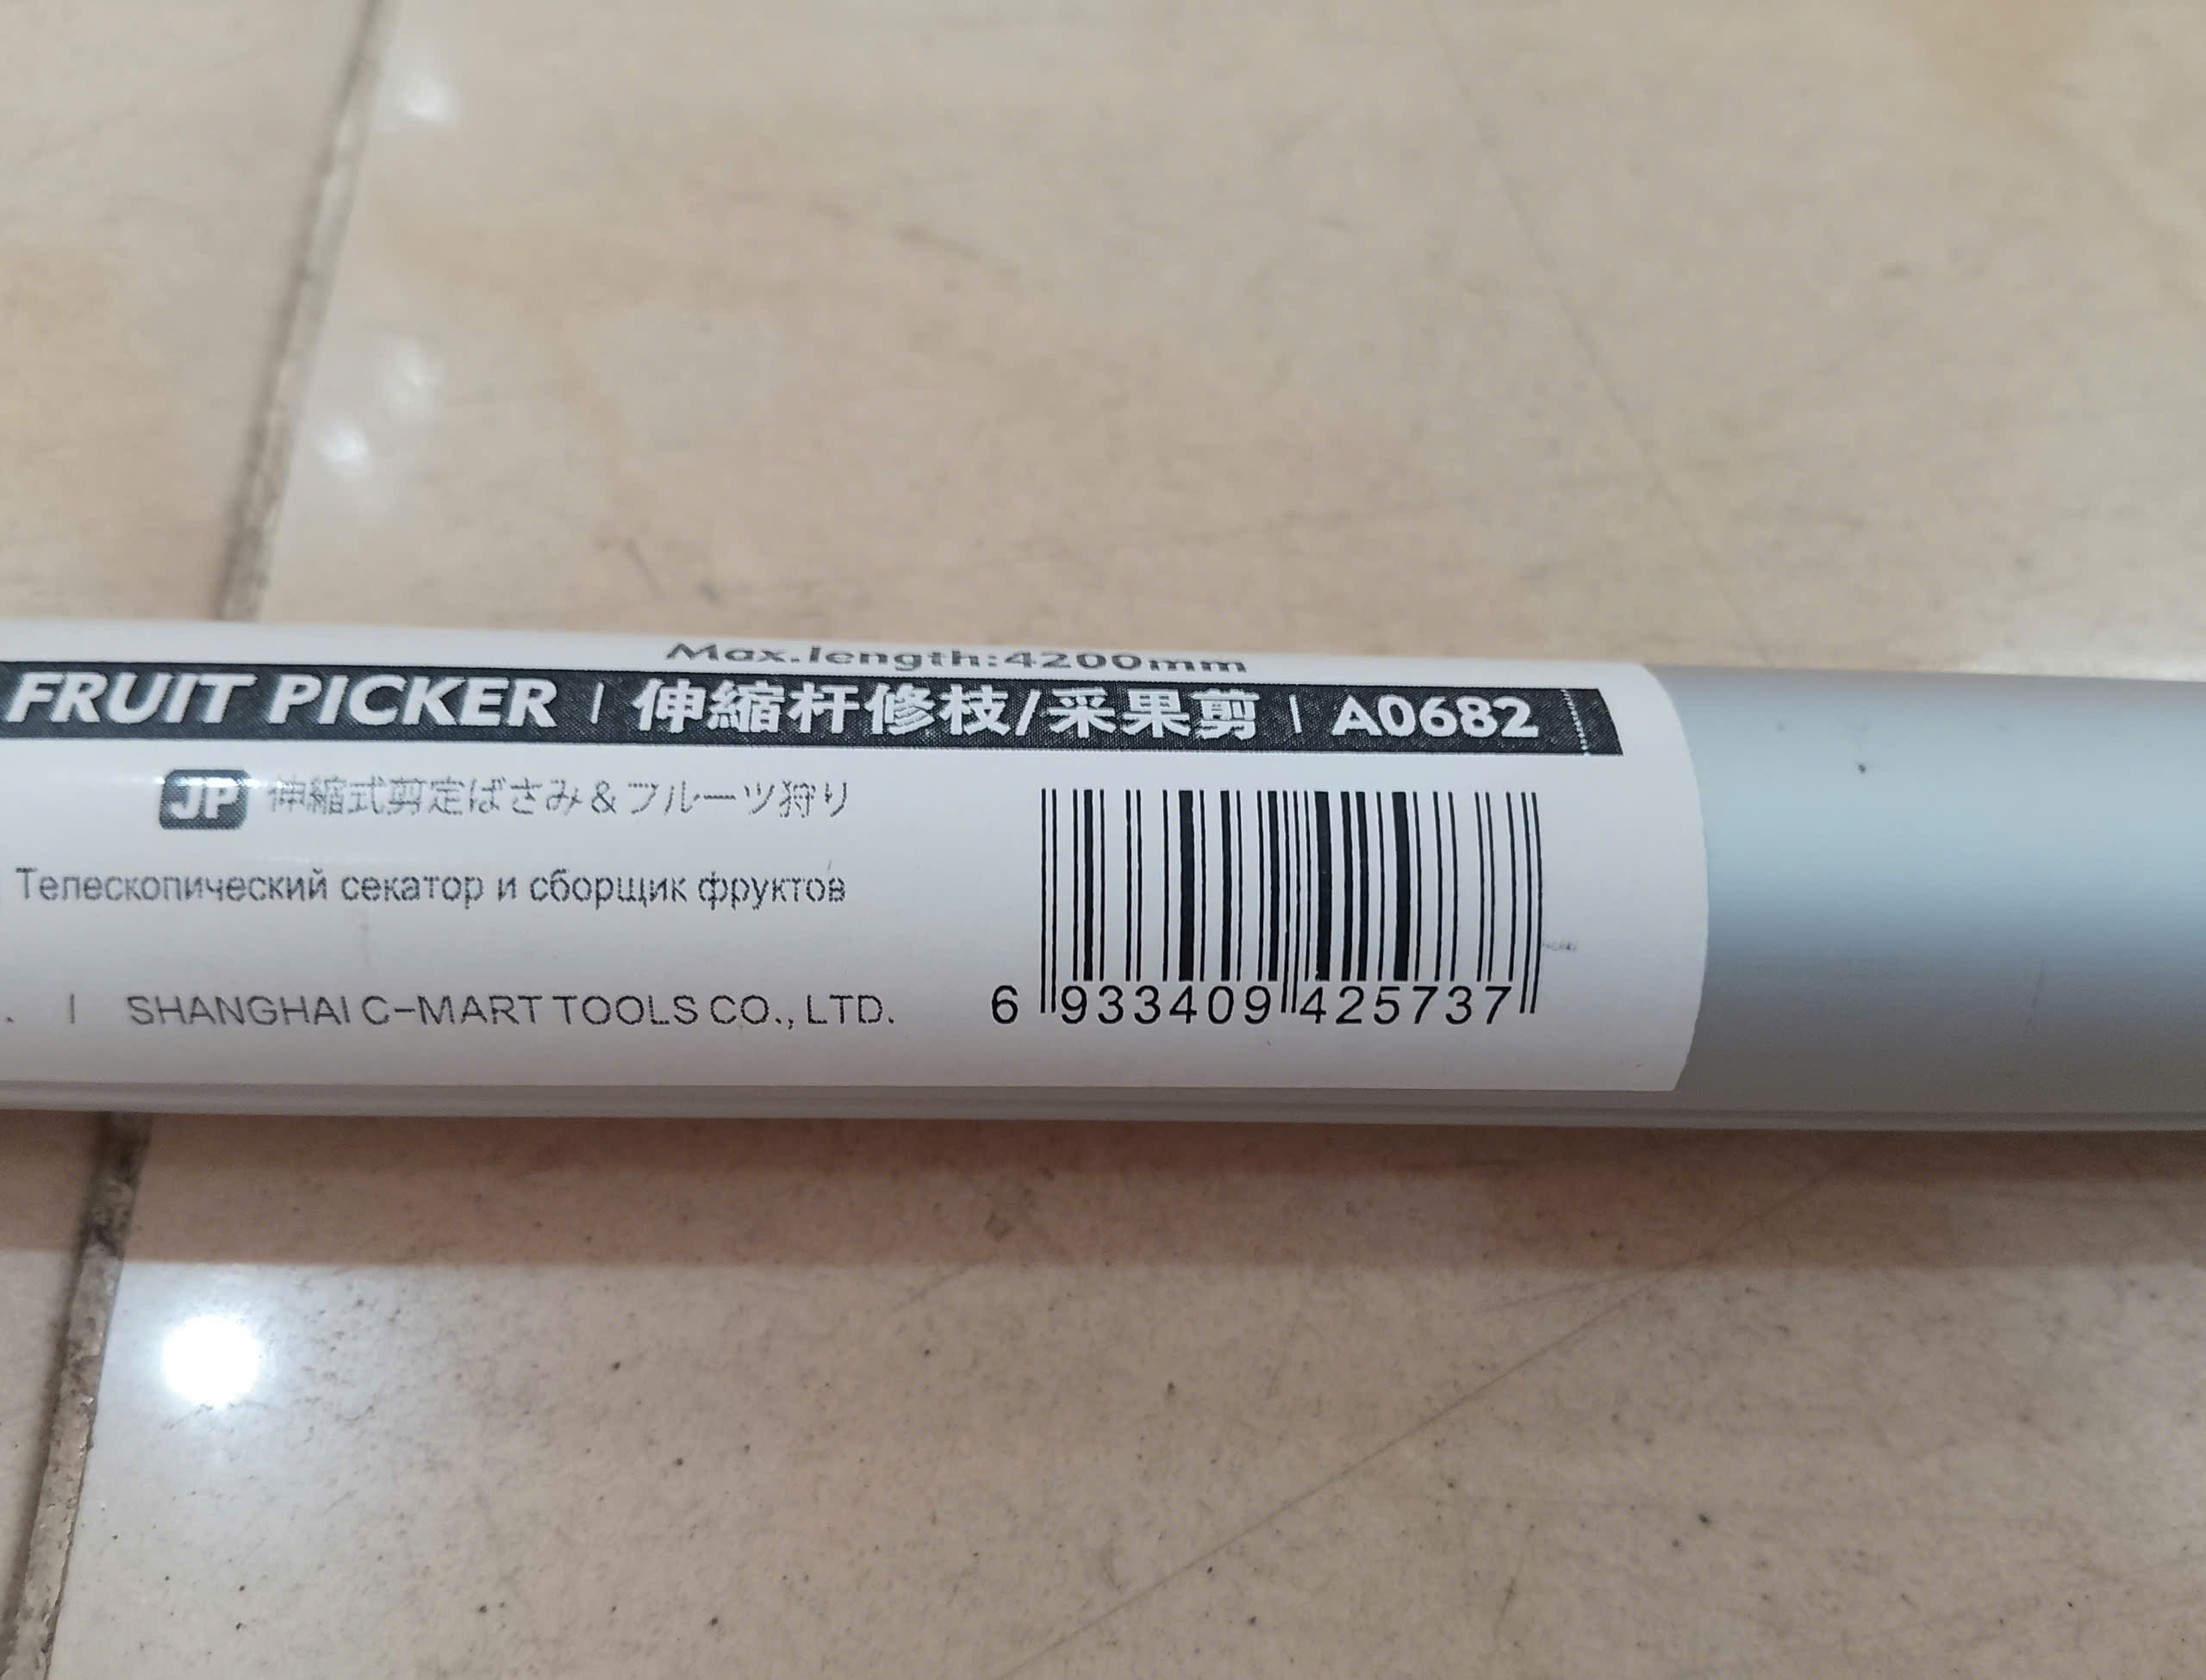 Max.length:4200mm
FRUIT PICKER | 伸縮杆修枝/采果剪 | A0682
JP 伸縮式剪定ばさみ&フルーツ狩り
Телескопический секатор и сборщик фруктов
. | SHANGHAI C-MART TOOLS CO., LTD.
6 933409 425737